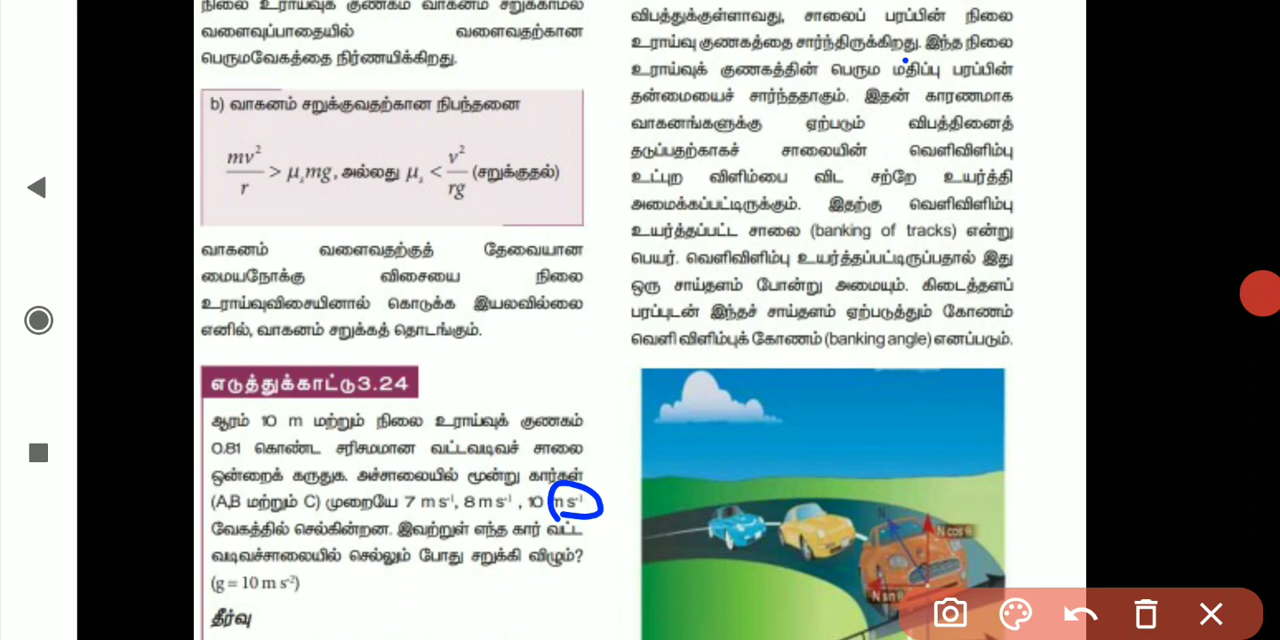 நிலை உராய்வுக் குணகம் வாகனம் சறுக்காமல்
வளைவுப்பாதையில் வளைவதற்கான
பெருமவேகத்தை நிர்ணயிக்கிறது.
b) வாகனம் சறுக்குவதற்கான நிபந்தனை
mv²/r > μₛmg, அல்லது μₛ < v²/rg (சறுக்குதல்)
வாகனம் வளைவதற்குத் தேவையான
மையநோக்கு விசையை நிலை
உராய்வுவிசையினால் கொடுக்க இயலவில்லை
எனில், வாகனம் சறுக்கத் தொடங்கும்.
எடுத்துக்காட்டு3.24
ஆரம் 10 m மற்றும் நிலை உராய்வுக் குணகம்
0.81 கொண்ட சரிசமமான வட்டவடிவச் சாலை
ஒன்றைக் கருதுக. அச்சாலையில் மூன்று கார்கள்
(A,B மற்றும் C) முறையே 7 m s⁻¹, 8 m s⁻¹ , 10 m s⁻¹
வேகத்தில் செல்கின்றன. இவற்றுள் எந்த கார் வட்ட
வடிவச்சாலையில் செல்லும் போது சறுக்கி விழும்?
(g = 10 m s⁻²)
தீர்வு
விபத்துக்குள்ளாவது, சாலைப் பரப்பின் நிலை
உராய்வு குணகத்தை சார்ந்திருக்கிறது. இந்த நிலை
உராய்வுக் குணகத்தின் பெரும மதிப்பு பரப்பின்
தன்மையைச் சார்ந்ததாகும். இதன் காரணமாக
வாகனங்களுக்கு ஏற்படும் விபத்தினைத்
தடுப்பதற்காகச் சாலையின் வெளிவிளிம்பு
உட்புற விளிம்பை விட சற்றே உயர்த்தி
அமைக்கப்பட்டிருக்கும். இதற்கு வெளிவிளிம்பு
உயர்த்தப்பட்ட சாலை (banking of tracks) என்று
பெயர். வெளிவிளிம்பு உயர்த்தப்பட்டிருப்பதால் இது
ஒரு சாய்தளம் போன்று அமையும். கிடைத்தளப்
பரப்புடன் இந்தச் சாய்தளம் ஏற்படுத்தும் கோணம்
வெளி விளிம்புக் கோணம் (banking angle) எனப்படும்.
N
N cos θ
N sin θ